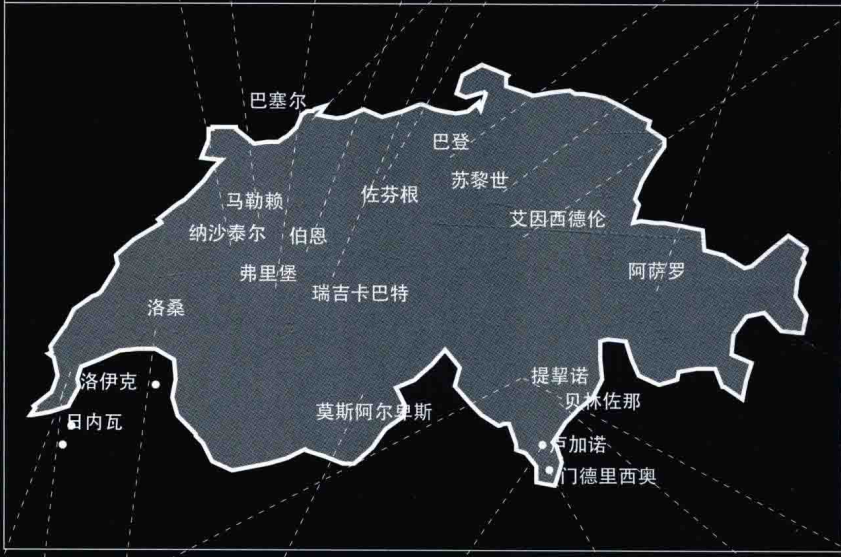 巴塞尔
巴登
苏黎世
佐芬根
马勒赖
艾因西德伦
纳沙泰尔
伯恩
弗里堡
阿萨罗
瑞吉卡巴特
洛桑
提挈诺
洛伊克
贝林佐那
莫斯阿尔卑斯
日内瓦
卢加诺
门德里西奥